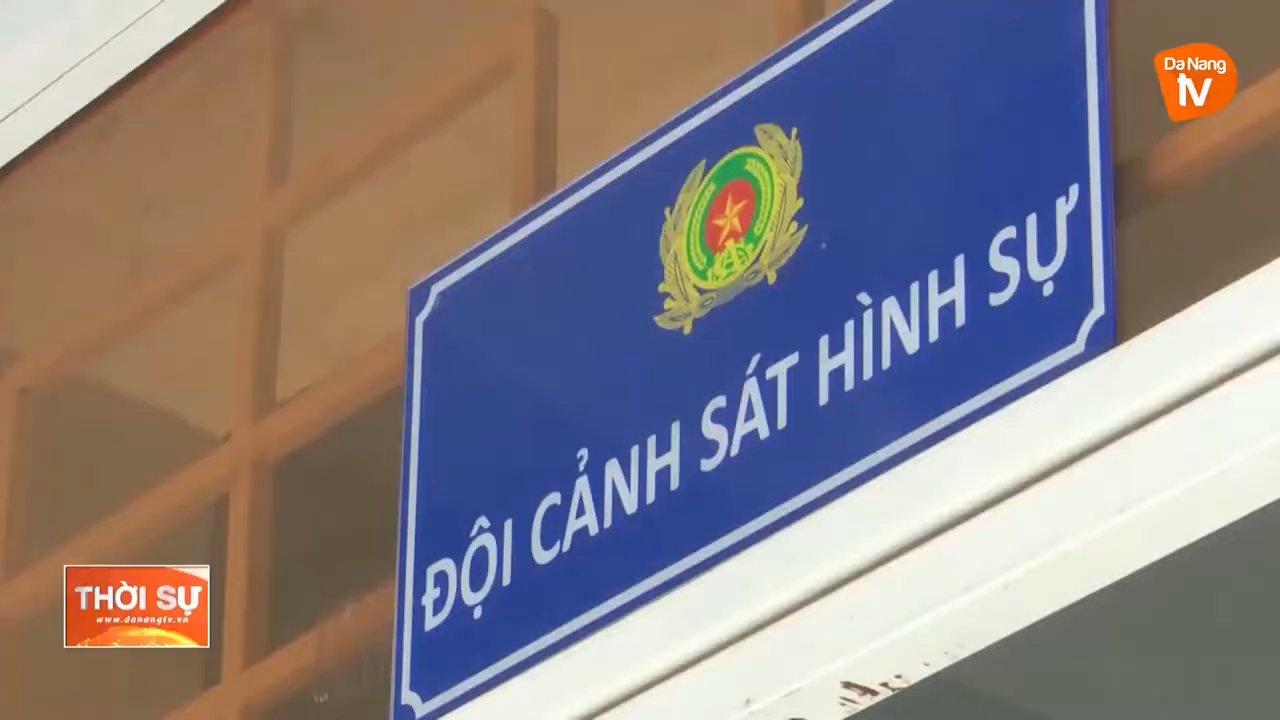 Da Nang
tv
ĐỘI CẢNH SÁT HÌNH SỰ
THỜI SỰ
www.danangtv.vn